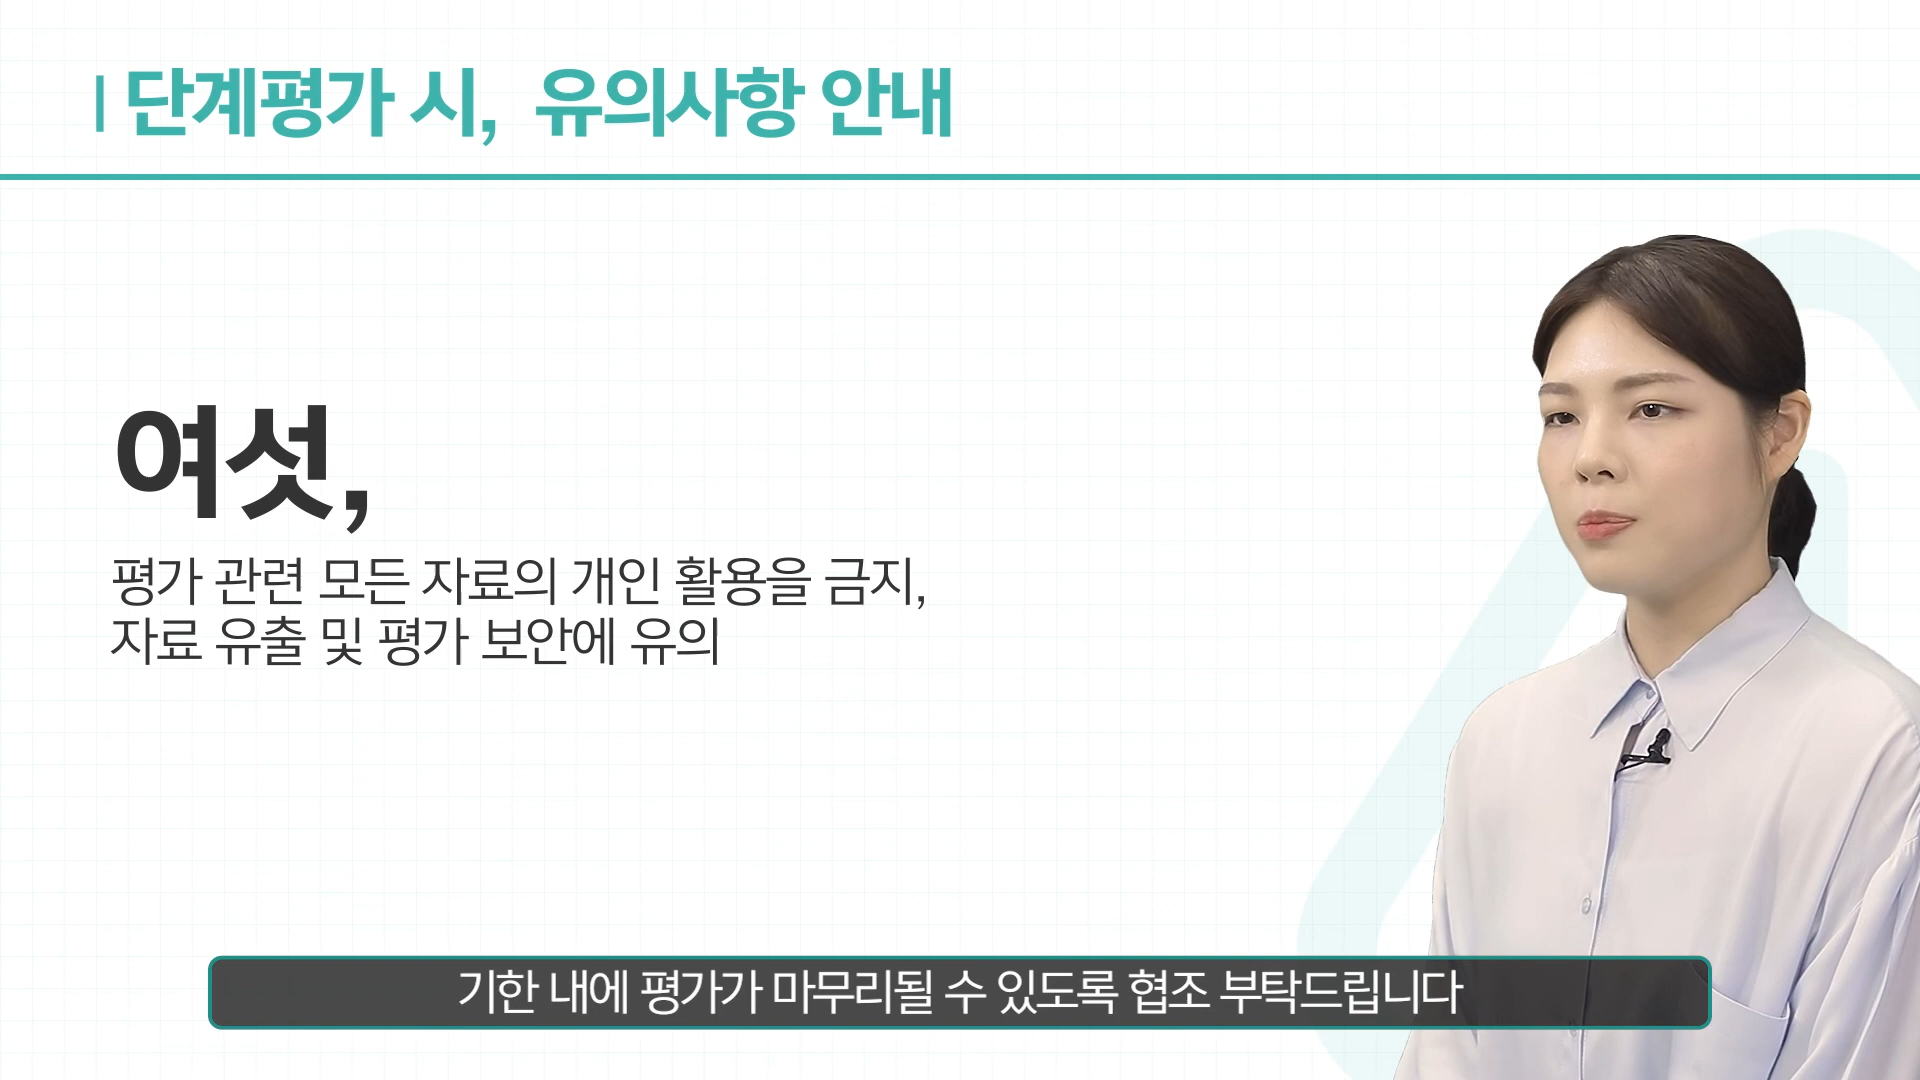 단계평가 시, 유의사항 안내
여섯,
평가 관련 모든 자료의 개인 활용을 금지,
자료 유출 및 평가 보안에 유의
기한 내에 평가가 마무리될 수 있도록 협조 부탁드립니다